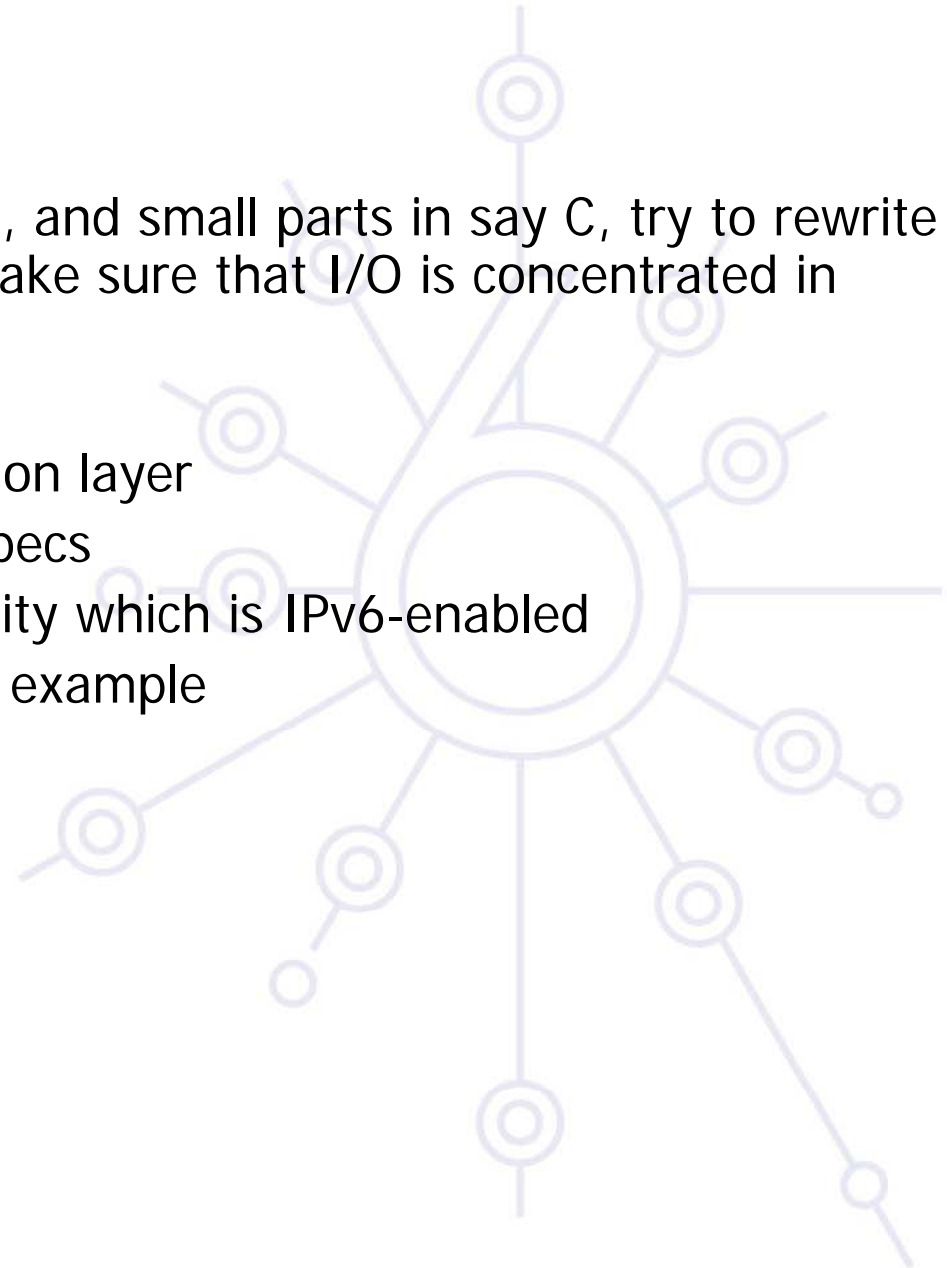 , and small parts in say C, try to rewrite
ake sure that I/O is concentrated in
on layer
pecs
ity which is IPv6-enabled
example